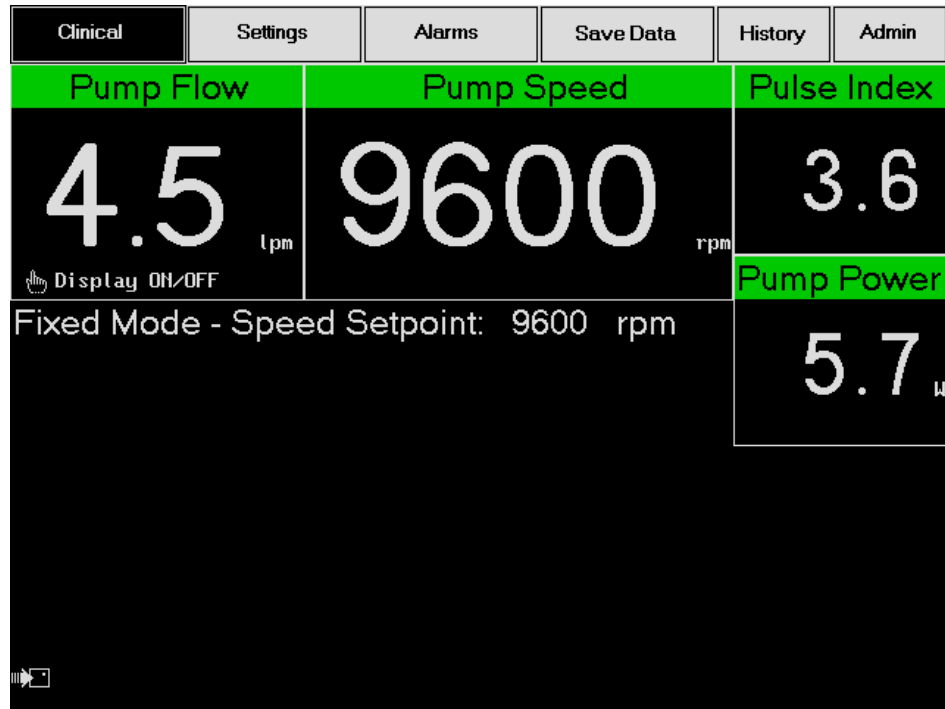 Clinical Settings Alarms Save Data History Admin
Pump Flow Pump Speed Pulse Index
4.5 lpm 9600 rpm 3.6
Display ON/OFF
Pump Power
5.7 W
Fixed Mode - Speed Setpoint: 9600 rpm